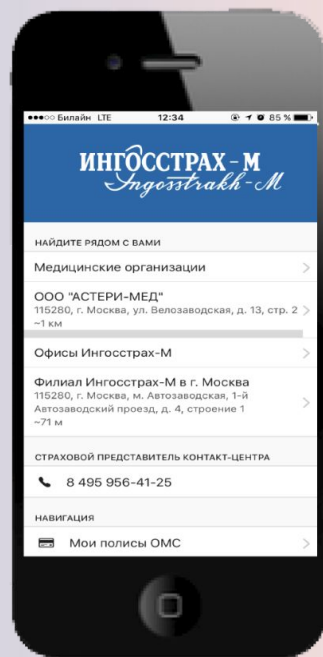 ●●●○○ Билайн LTE 12:34 85 %
ИНГОССТРАХ - М
Ingosstrakh - M
НАЙДИТЕ РЯДОМ С ВАМИ
Медицинские организации
ООО "АСТЕРИ-МЕД"
115280, г. Москва, ул. Велозаводская, д. 13, стр. 2
~1 км
Офисы Ингосстрах-М
Филиал Ингосстрах-М в г. Москва
115280, г. Москва, м. Автозаводская, 1-й
Автозаводский проезд, д. 4, строение 1
~71 м
СТРАХОВОЙ ПРЕДСТАВИТЕЛЬ КОНТАКТ-ЦЕНТРА
8 495 956-41-25
НАВИГАЦИЯ
Мои полисы ОМС